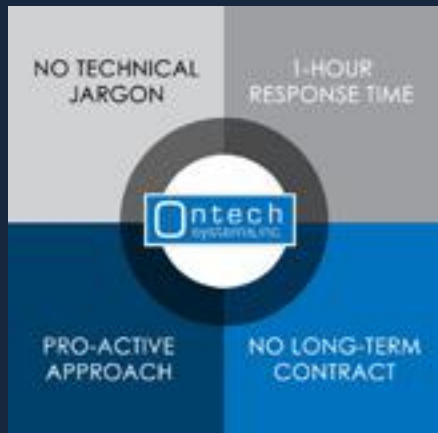 NO TECHNICAL
JARGON
1-HOUR
RESPONSE TIME
Ontech
systems, inc.
PRO-ACTIVE
APPROACH
NO LONG-TERM
CONTRACT